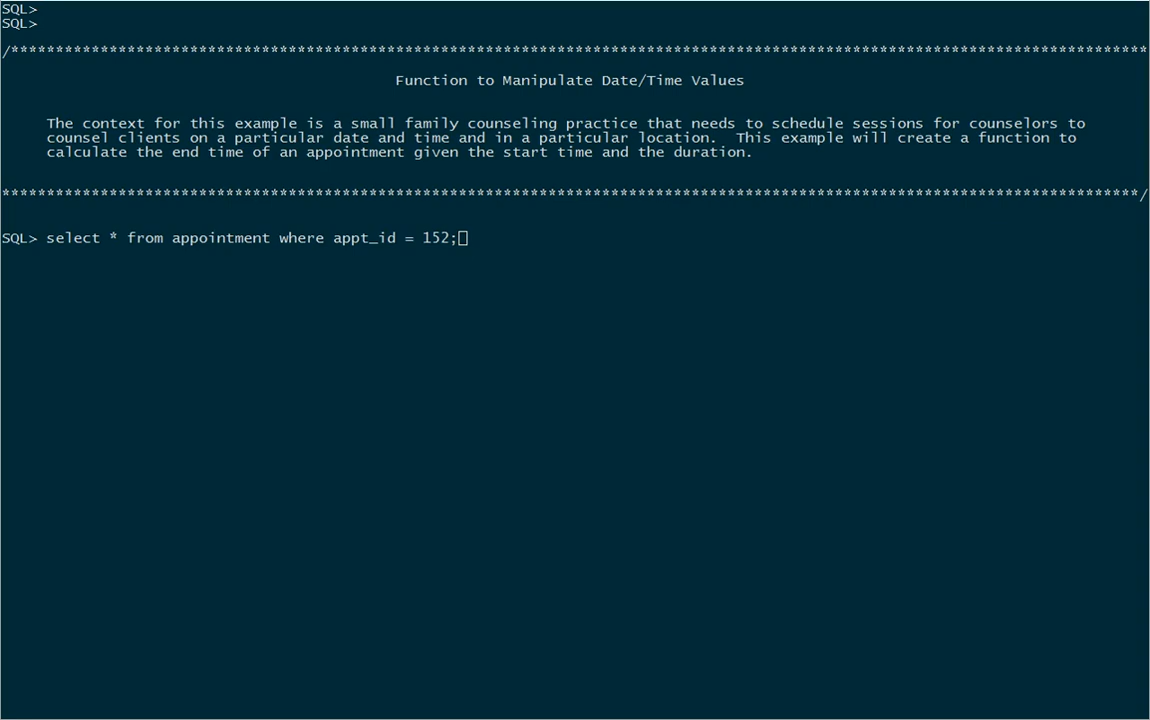 SQL>
SQL>
/*******************************************************************************************************************************
Function to Manipulate Date/Time Values
The context for this example is a small family counseling practice that needs to schedule sessions for counselors to
counsel clients on a particular date and time and in a particular location.  This example will create a function to
calculate the end time of an appointment given the start time and the duration.
*******************************************************************************************************************************/
SQL> select * from appointment where appt_id = 152;